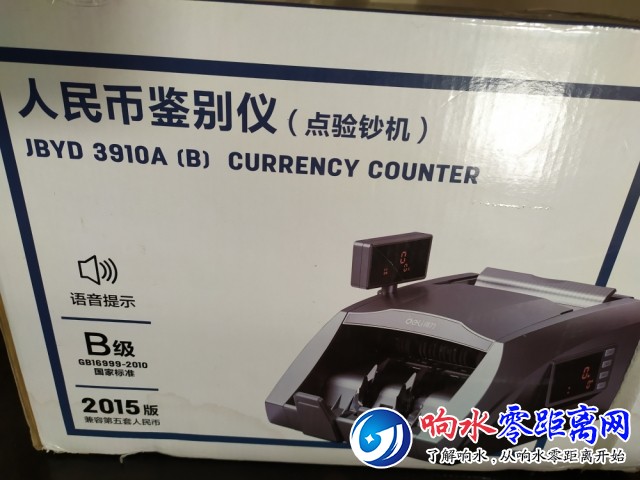 人民币鉴别仪（点验钞机）
JBYD 3910A (B) CURRENCY COUNTER
语音提示
B级
GB16999-2010
国家标准
2015版
兼容第五套人民币
响水零距离网
了解响水，从响水零距离开始